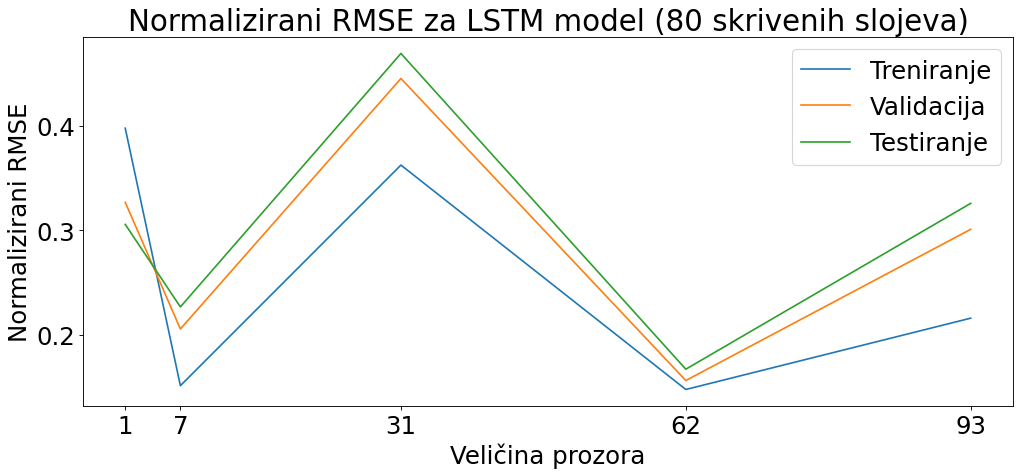 Normalizirani RMSE za LSTM model (80 skrivenih slojeva)
Normalizirani RMSE
0.4
0.3
0.2
Treniranje
Validacija
Testiranje
1 7 31 62 93
Veličina prozora